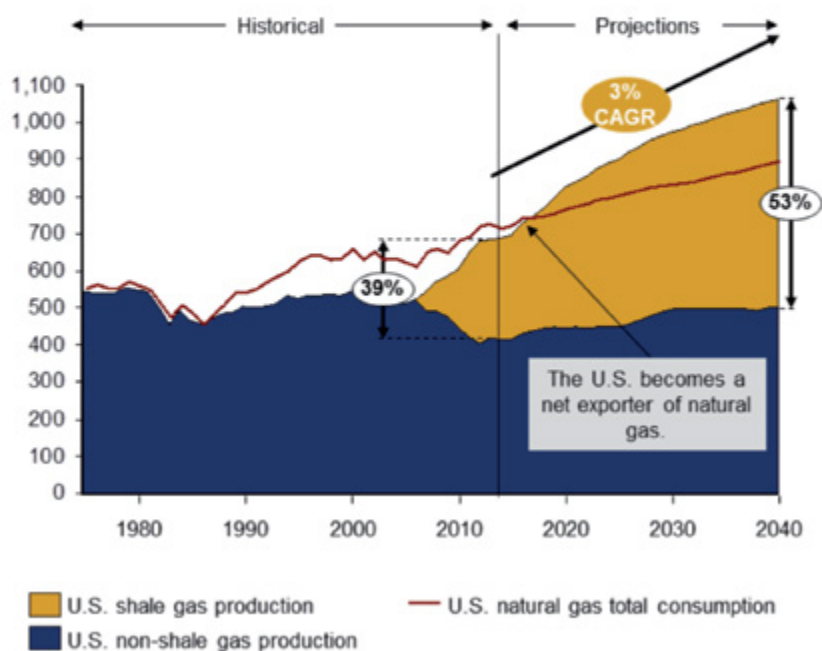 Historical Projections
1,100
1,000
900
800
700
600
500
400
300
200
100
0
3%
CAGR
53%
39%
The U.S. becomes a
net exporter of natural
gas.
1980 1990 2000 2010 2020 2030 2040
U.S. shale gas production U.S. natural gas total consumption
U.S. non-shale gas production